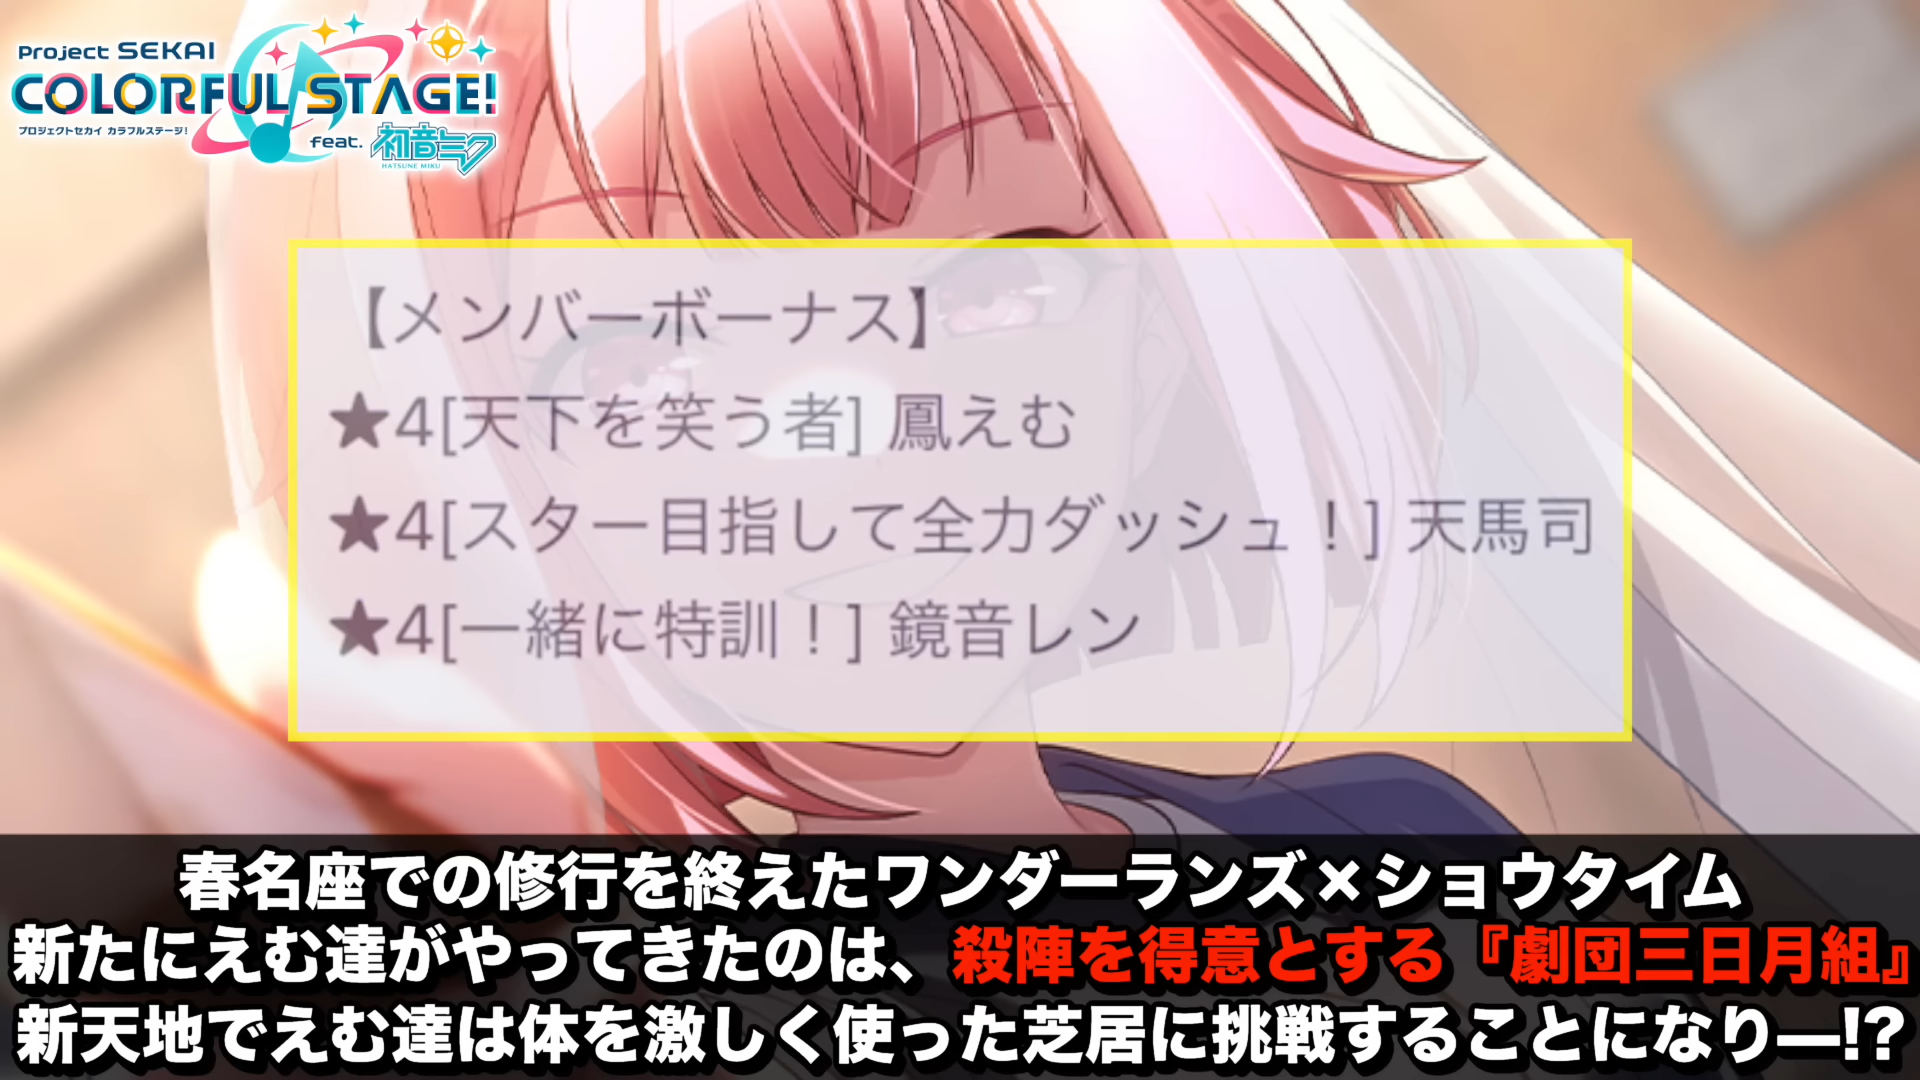 Project SEKAI
COLORFUL STAGE!
プロジェクトセカイ カラフルステージ!
feat. 初音ミク
HATSUNE MIKU
【メンバーボーナス】
★4[天下を笑う者] 鳳えむ
★4[スター目指して全力ダッシュ！] 天馬司
★4[一緒に特訓！] 鏡音レン
春名座での修行を終えたワンダーランズ×ショウタイム
新たにえむ達がやってきたのは、殺陣を得意とする『劇団三日月組』
新天地でえむ達は体を激しく使った芝居に挑戦することになり―!?